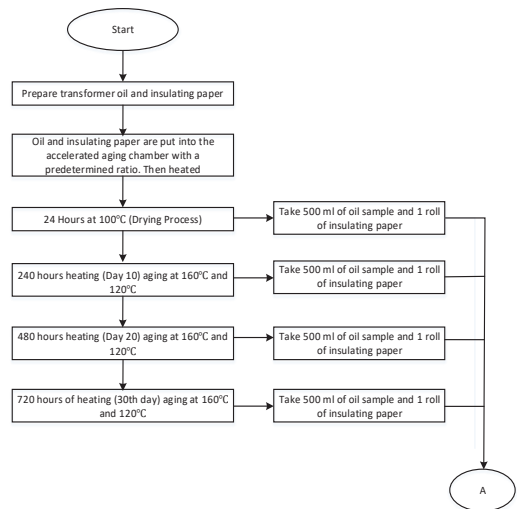 Start
Prepare transformer oil and insulating paper
Oil and insulating paper are put into the
accelerated aging chamber with a
predetermined ratio. Then heated
24 Hours at 100℃ (Drying Process)
Take 500 ml of oil sample and 1 roll
of insulating paper
240 hours heating (Day 10) aging at 160℃ and
120℃
Take 500 ml of oil sample and 1 roll
of insulating paper
480 hours heating (Day 20) aging at 160℃ and
120℃
Take 500 ml of oil sample and 1 roll
of insulating paper
720 hours of heating (30th day) aging at 160℃
and 120℃
Take 500 ml of oil sample and 1 roll
of insulating paper
A